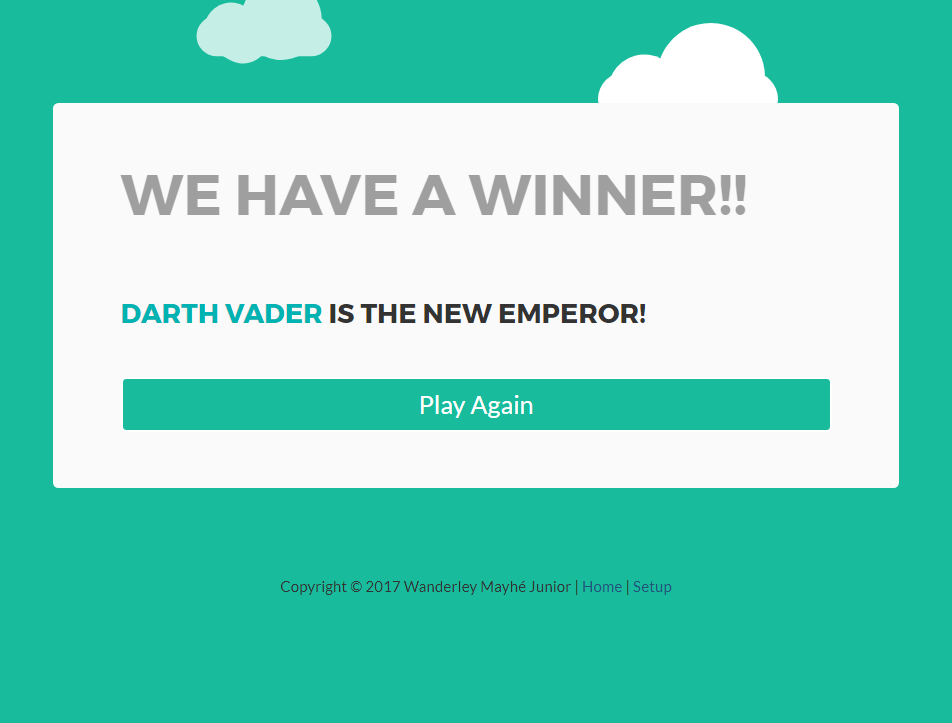 WE HAVE A WINNER!!
DARTH VADER IS THE NEW EMPEROR!
Play Again
Copyright © 2017 Wanderley Mayhé Junior | Home | Setup